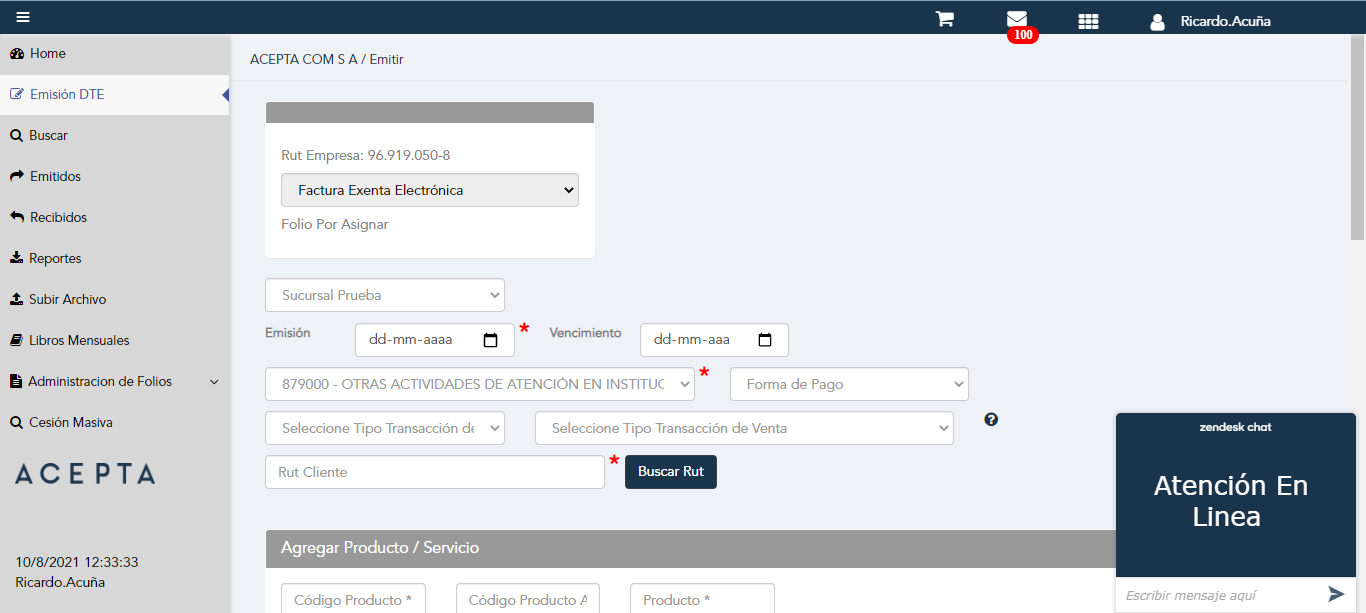 100
Ricardo.Acuña
Home
Emisión DTE
Buscar
Emitidos
Recibidos
Reportes
Subir Archivo
Libros Mensuales
Administracion de Folios
Cesión Masiva
ACEPTA
10/8/2021 12:33:33
Ricardo.Acuña
ACEPTA COM S A / Emitir
Rut Empresa: 96.919.050-8
Factura Exenta Electrónica
Folio Por Asignar
Sucursal Prueba
Emisión dd-mm-aaaa * Vencimiento dd-mm-aaa
879000 - OTRAS ACTIVIDADES DE ATENCIÓN EN INSTITUC * Forma de Pago
Seleccione Tipo Transacción de Seleccione Tipo Transacción de Venta ?
Rut Cliente * Buscar Rut
Agregar Producto / Servicio
Código Producto * Código Producto A Producto *
zendesk chat
Atención En
Linea
Escribir mensaje aquí